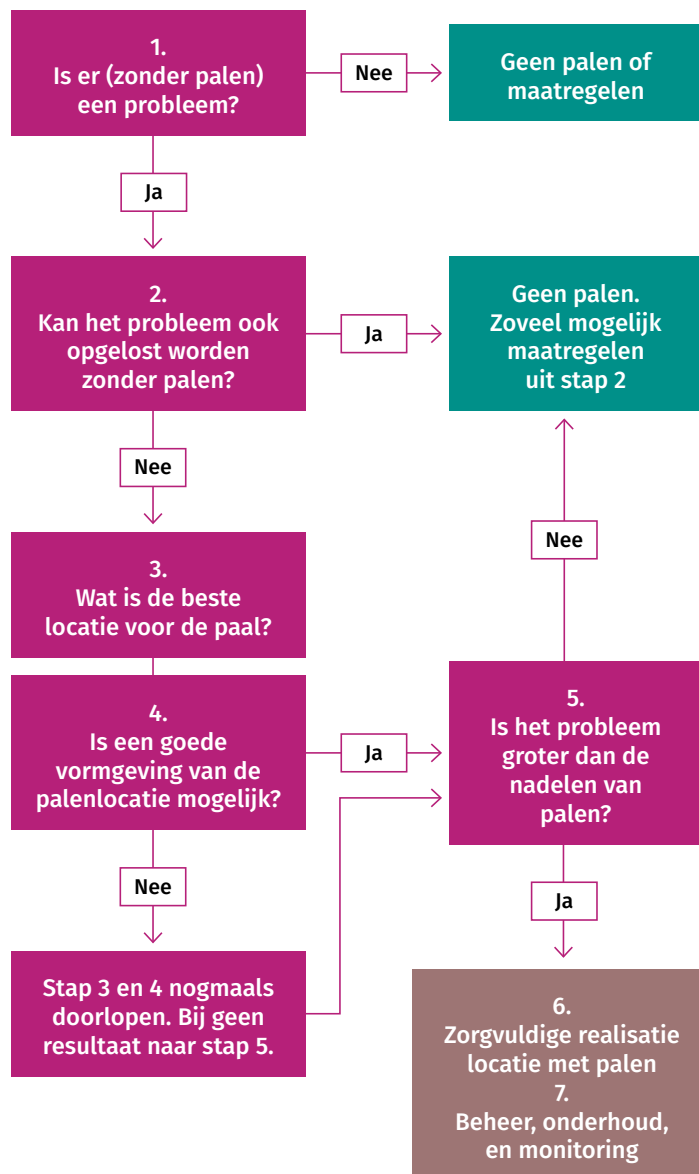 1.
Is er (zonder palen)
een probleem?
Nee
Geen palen of
maatregelen
Ja
2.
Kan het probleem ook
opgelost worden
zonder palen?
Ja
Geen palen.
Zoveel mogelijk
maatregelen
uit stap 2
Nee
Nee
3.
Wat is de beste
locatie voor de paal?
4.
Is een goede
vormgeving van de
palenlocatie mogelijk?
Ja
5.
Is het probleem
groter dan de
nadelen van
palen?
Nee
Ja
Stap 3 en 4 nogmaals
doorlopen. Bij geen
resultaat naar stap 5.
6.
Zorgvuldige realisatie
locatie met palen
7.
Beheer, onderhoud,
en monitoring